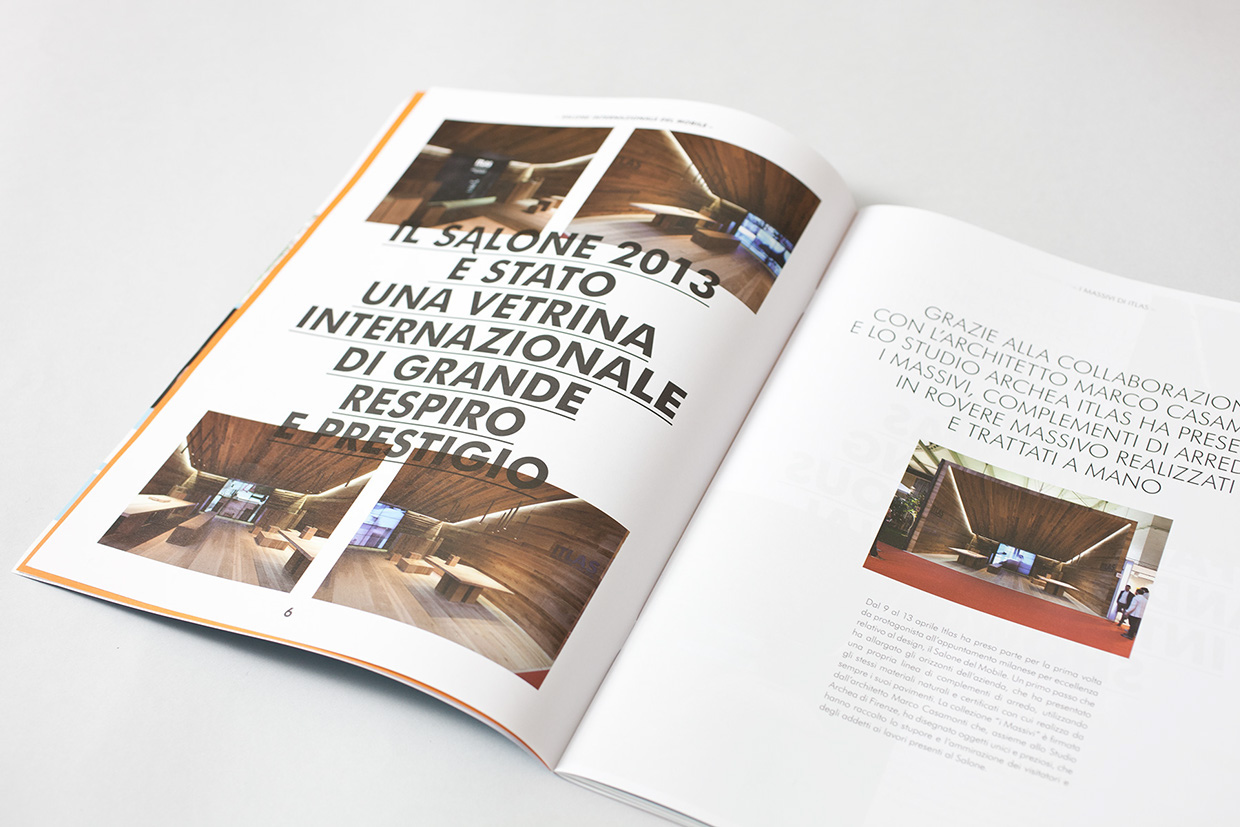 SALONE INTERNAZIONALE DEL MOBILE
IL SALONE 2013
È STATO
UNA VETRINA
INTERNAZIONALE
DI GRANDE
RESPIRO
E PRESTIGIO
ITLAS
6
I MASSIVI DI ITLAS
GRAZIE ALLA COLLABORAZION
CON L'ARCHITETTO MARCO CASAM
E LO STUDIO ARCHEA ITLAS HA PRESE
I MASSIVI, COMPLEMENTI DI ARRED
IN ROVERE MASSIVO REALIZZATI
E TRATTATI A MANO
Dal 9 al 13 aprile Itlas ha preso parte per la prima volta
da protagonista all'appuntamento milanese per eccellenza
relativo al design, il Salone del Mobile. Un primo passo che
ha allargato gli orizzonti dell'azienda, che ha presentato
una propria linea di complementi di arredo, utilizzando
gli stessi materiali naturali e certificati con cui realizza da
sempre i suoi pavimenti. La collezione "i Massivi" è firmata
dall'architetto Marco Casamonti che, assieme allo Studio
Archea di Firenze, ha disegnato oggetti unici e preziosi, che
hanno raccolto lo stupore e l'ammirazione dei visitatori e
degli addetti ai lavori presenti al Salone.